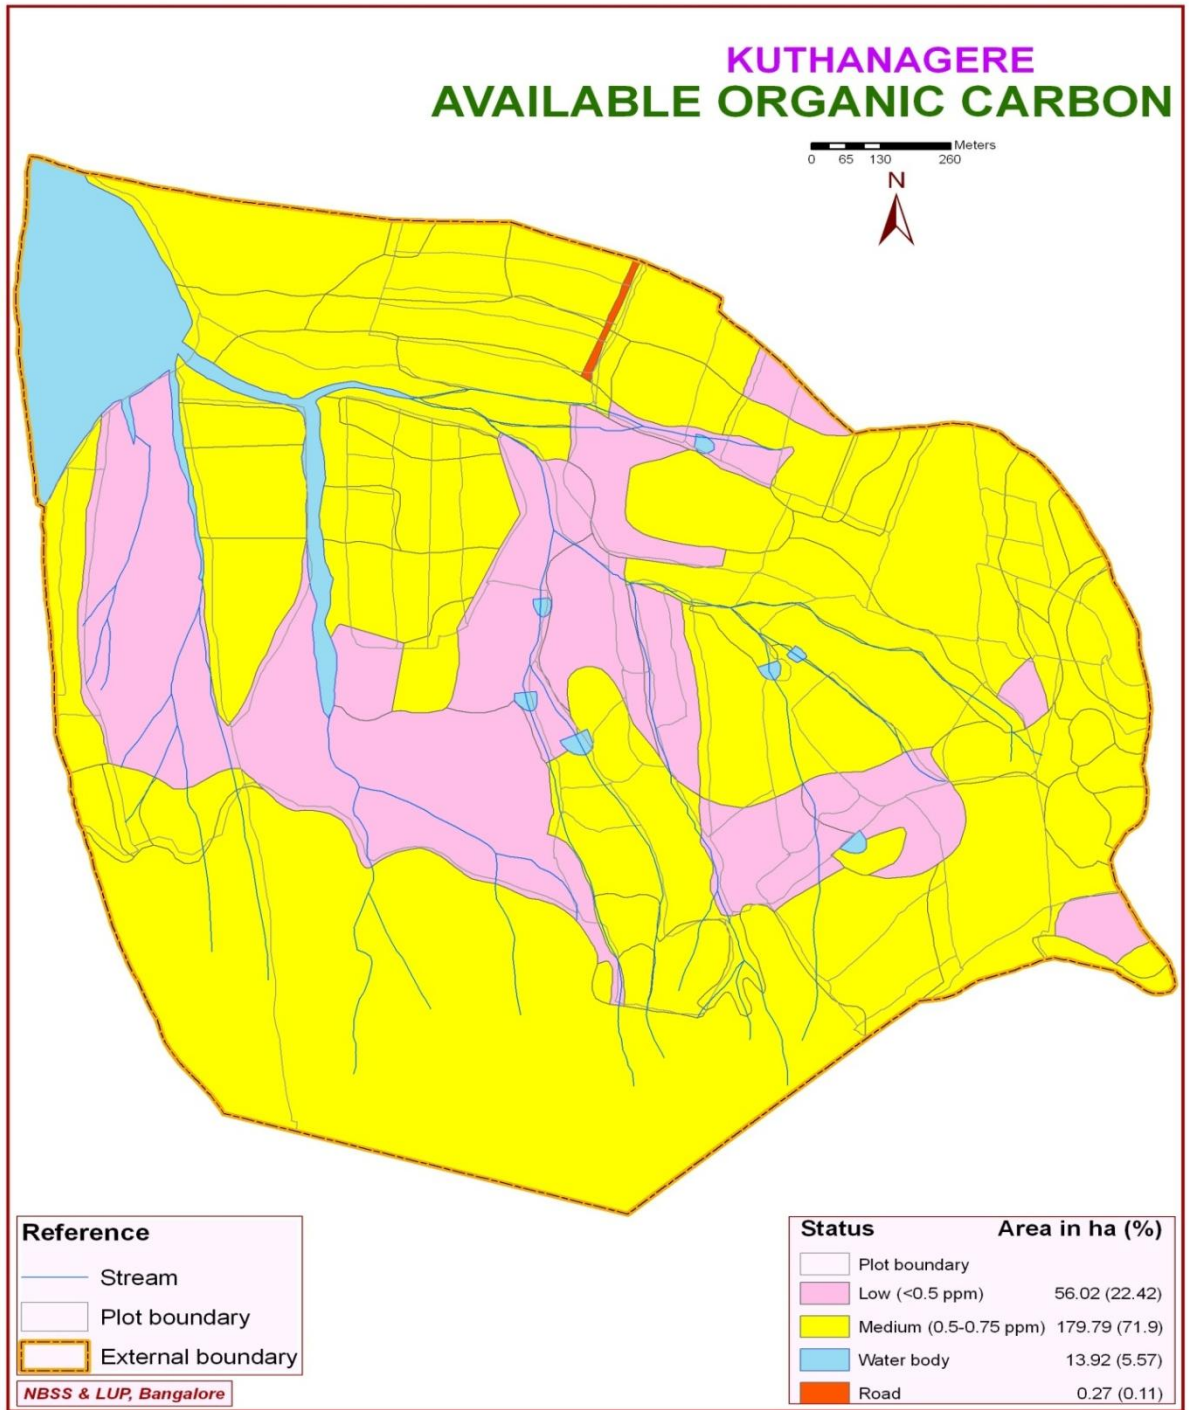 KUTHANAGERE
AVAILABLE ORGANIC CARBON
Meters
0 65 130 260
N
Reference
Stream
Plot boundary
External boundary
NBSS & LUP, Bangalore
Status Area in ha (%)
Plot boundary
Low (<0.5 ppm) 56.02 (22.42)
Medium (0.5-0.75 ppm) 179.79 (71.9)
Water body 13.92 (5.57)
Road 0.27 (0.11)